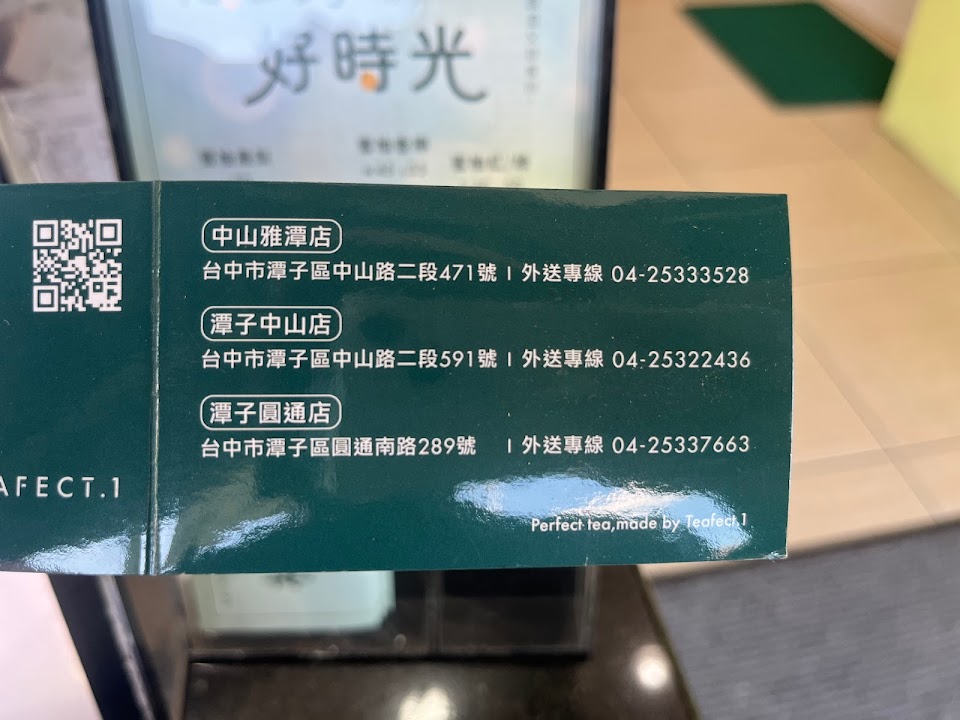 好時光
中山雅潭店
台中市潭子區中山路二段471號 | 外送專線 04-25333528
潭子中山店
台中市潭子區中山路二段591號 | 外送專線 04-25322436
潭子圓通店
台中市潭子區圓通南路289號 | 外送專線 04-25337663
AFECT.1
Perfect tea,made by Teafect.1